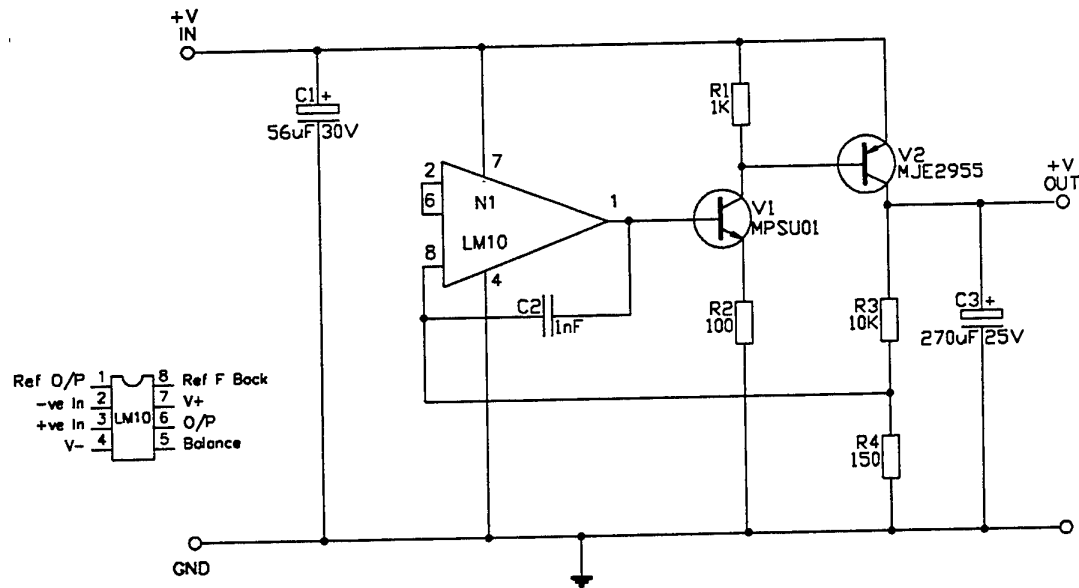 +V
IN
C1 +
56uF 30V
R1
1K
V2
MJE2955
+V
OUT
2
7
6
N1
1
V1
MPSU01
LM10
8
4
C2
1nF
R2
100
R3
10K
C3 +
270uF 25V
Ref O/P 1
8 Ref F Back
-ve In 2
7 V+
LM10
+ve In 3
6 O/P
V- 4
5 Balance
R4
150
GND